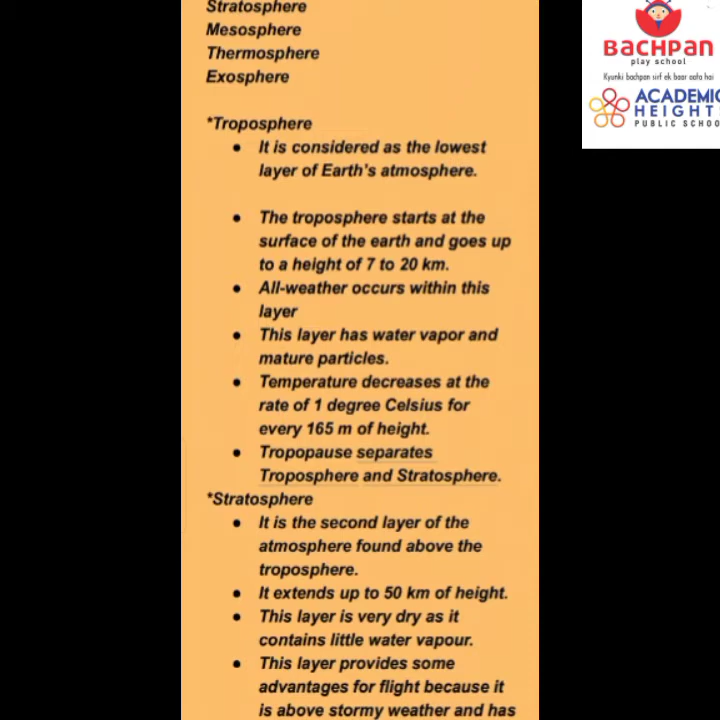 Stratosphere
Mesosphere
Thermosphere
Exosphere
*Troposphere
● It is considered as the lowest
layer of Earth's atmosphere.
● The troposphere starts at the
surface of the earth and goes up
to a height of 7 to 20 km.
● All-weather occurs within this
layer
● This layer has water vapor and
mature particles.
● Temperature decreases at the
rate of 1 degree Celsius for
every 165 m of height.
● Tropopause separates
Troposphere and Stratosphere.
*Stratosphere
● It is the second layer of the
atmosphere found above the
troposphere.
● It extends up to 50 km of height.
● This layer is very dry as it
contains little water vapour.
● This layer provides some
advantages for flight because it
is above stormy weather and has
BACHPAN
play school
Kyunki bachpan sirf ek baar aata hai
ACADEMIC
HEIGHT
PUBLIC SCHOO